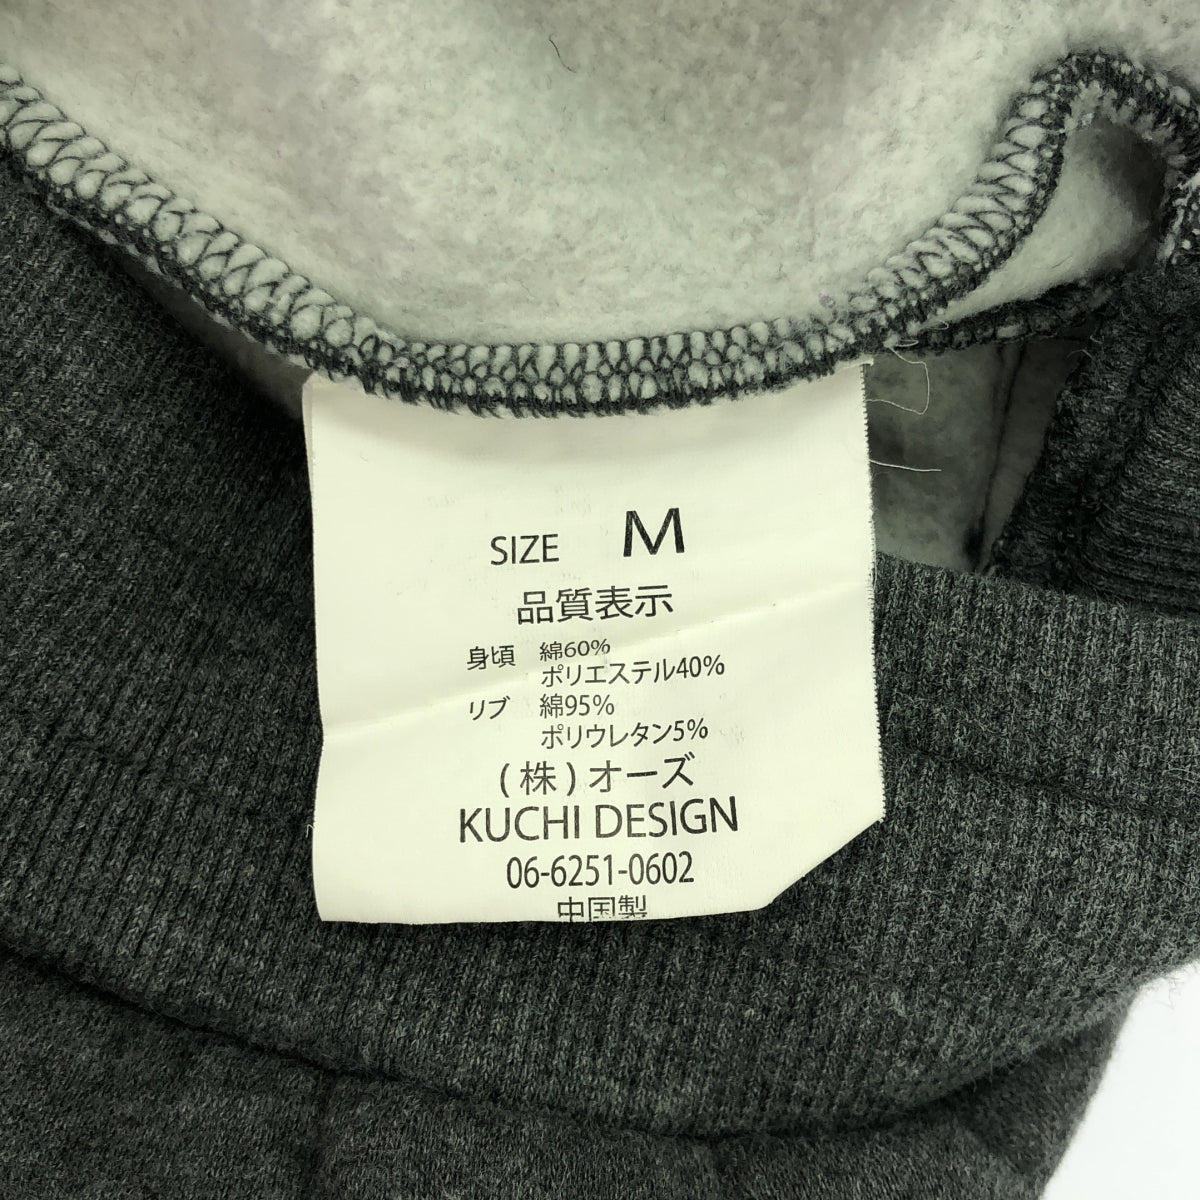 SIZE M
品質表示
身頃 綿60%
ポリエステル40%
リブ 綿95%
ポリウレタン5%
(株)オーズ
KUCHI DESIGN
06-6251-0602
中国製